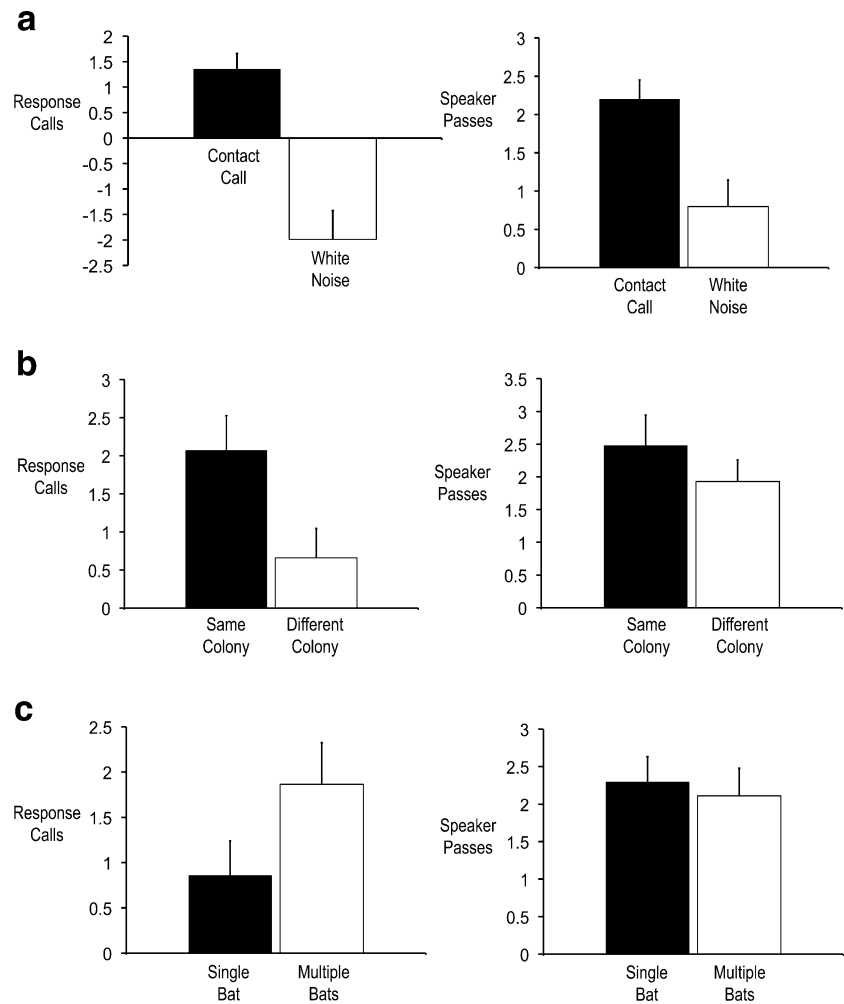 a
2
1.5
1
0.5
0
-0.5
-1
-1.5
-2
-2.5
Response
Calls
Contact
Call
White
Noise
3
2.5
2
1.5
1
0.5
0
Speaker
Passes
Contact
Call
White
Noise
b
3
2.5
2
1.5
1
0.5
0
Response
Calls
Same
Colony
Different
Colony
3.5
3
2.5
2
1.5
1
0.5
0
Speaker
Passes
Same
Colony
Different
Colony
c
2.5
2
1.5
1
0.5
0
Response
Calls
Single
Bat
Multiple
Bats
3
2.5
2
1.5
1
0.5
0
Speaker
Passes
Single
Bat
Multiple
Bats